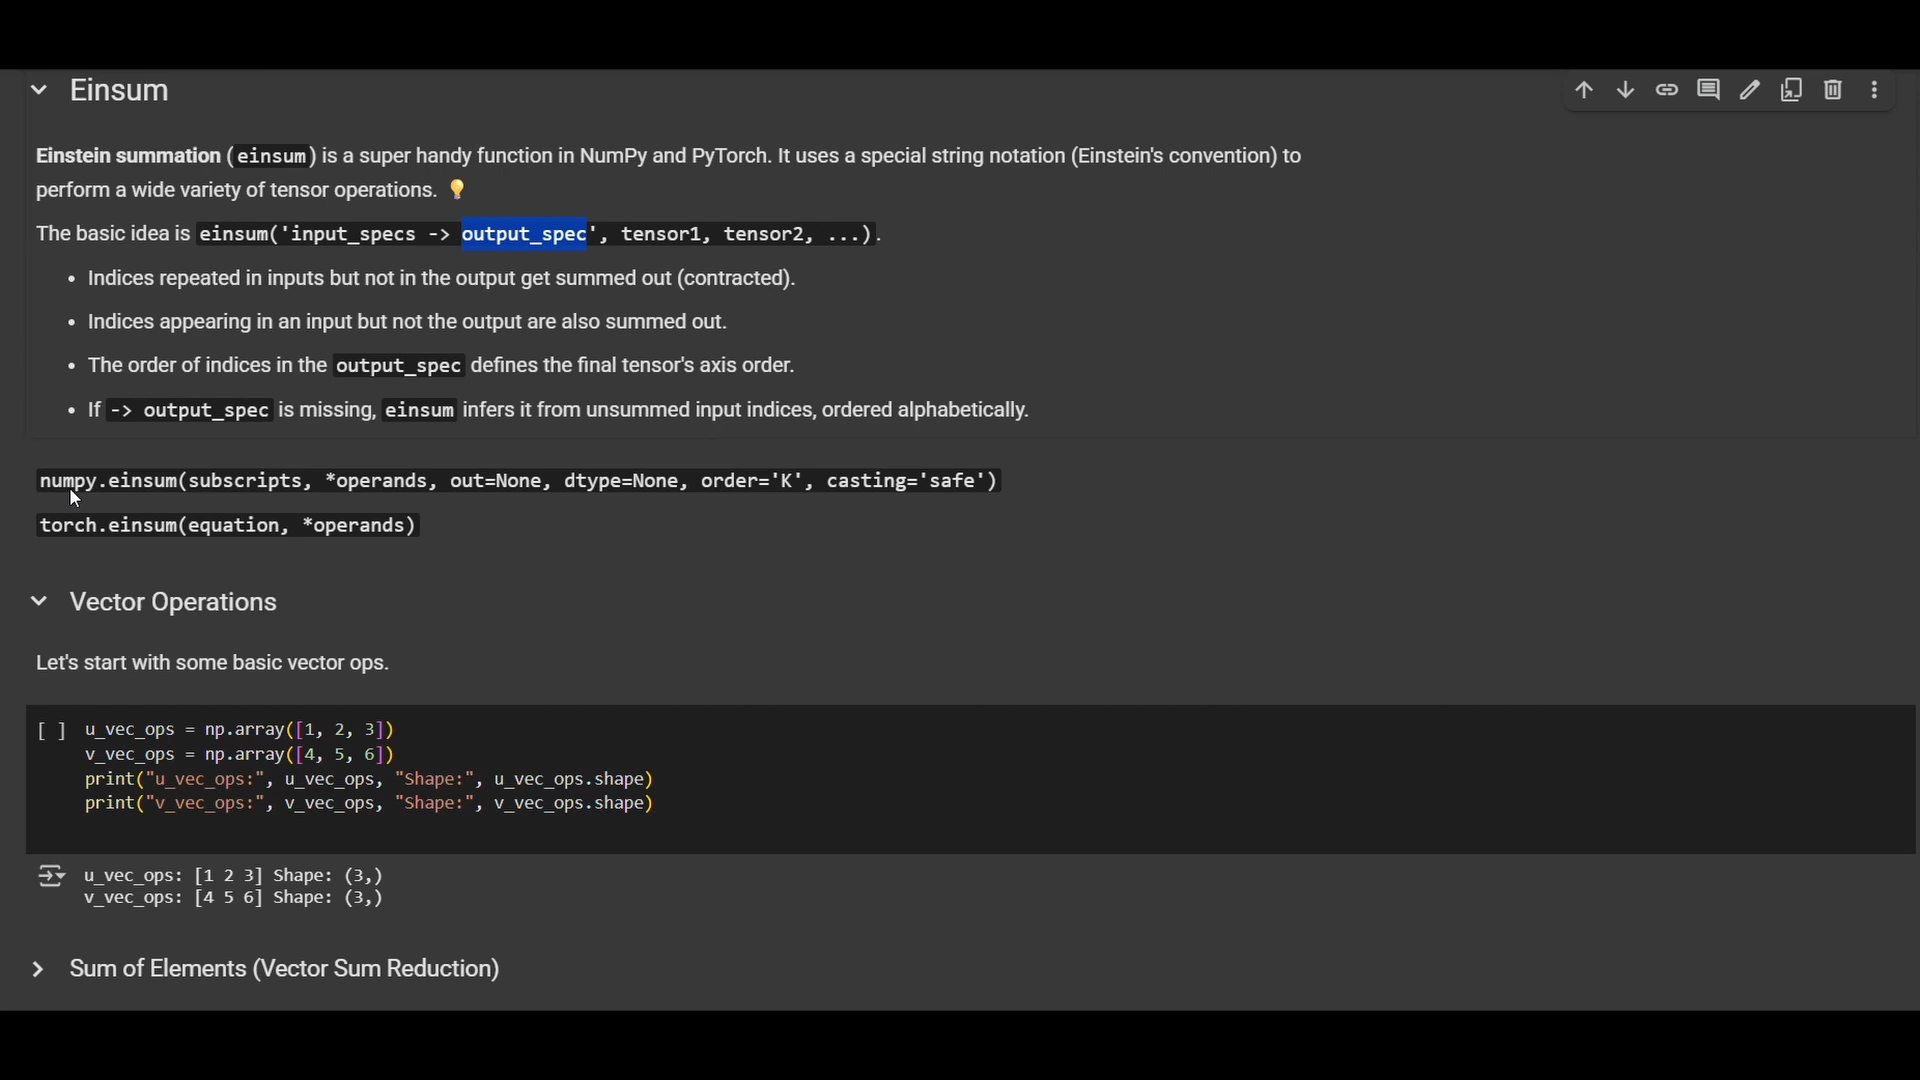 Einsum
Einstein summation (einsum) is a super handy function in NumPy and PyTorch. It uses a special string notation (Einstein's convention) to
perform a wide variety of tensor operations. 💡
The basic idea is einsum('input_specs -> output_spec', tensor1, tensor2, ...).
• Indices repeated in inputs but not in the output get summed out (contracted).
• Indices appearing in an input but not the output are also summed out.
• The order of indices in the output_spec defines the final tensor's axis order.
• If -> output_spec is missing, einsum infers it from unsummed input indices, ordered alphabetically.
numpy.einsum(subscripts, *operands, out=None, dtype=None, order='K', casting='safe')
torch.einsum(equation, *operands)
Vector Operations
Let's start with some basic vector ops.
[ ] u_vec_ops = np.array([1, 2, 3])
v_vec_ops = np.array([4, 5, 6])
print("u_vec_ops:", u_vec_ops, "Shape:", u_vec_ops.shape)
print("v_vec_ops:", v_vec_ops, "Shape:", v_vec_ops.shape)
u_vec_ops: [1 2 3] Shape: (3,)
v_vec_ops: [4 5 6] Shape: (3,)
Sum of Elements (Vector Sum Reduction)